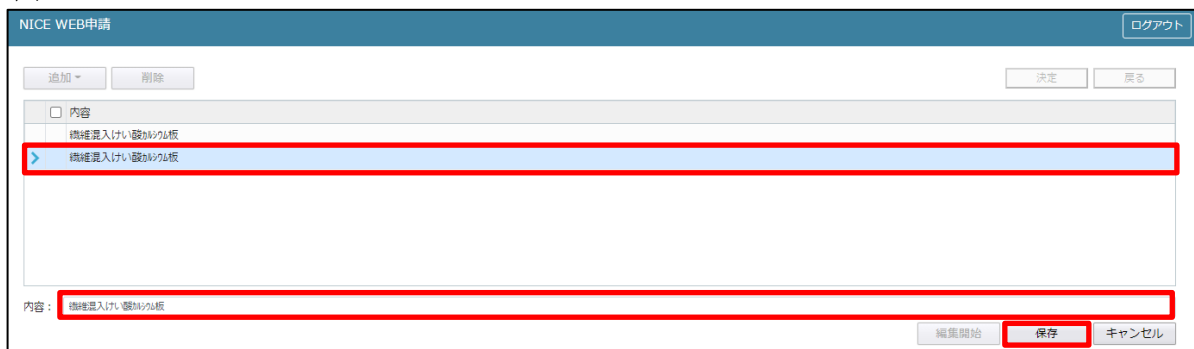 NICE WEB申請
ログアウト
追加
削除
決定
戻る
内容
繊維混入けい酸ｶﾙｼｳﾑ板
繊維混入けい酸ｶﾙｼｳﾑ板
内容：
繊維混入けい酸ｶﾙｼｳﾑ板
編集開始
保存
キャンセル